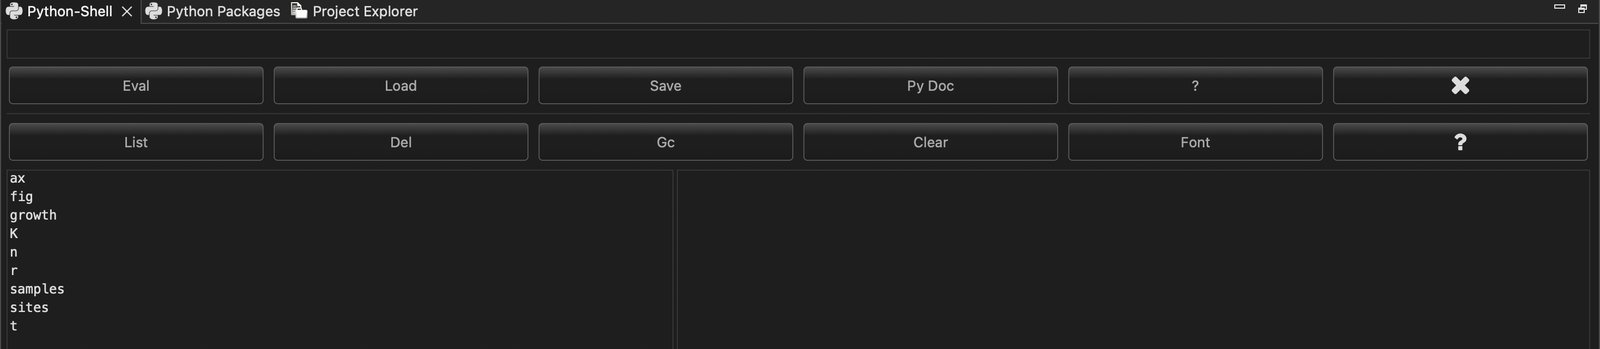 Python-Shell Python Packages Project Explorer
Eval Load Save Py Doc ?
List Del Gc Clear Font ?
ax
fig
growth
K
n
r
samples
sites
t